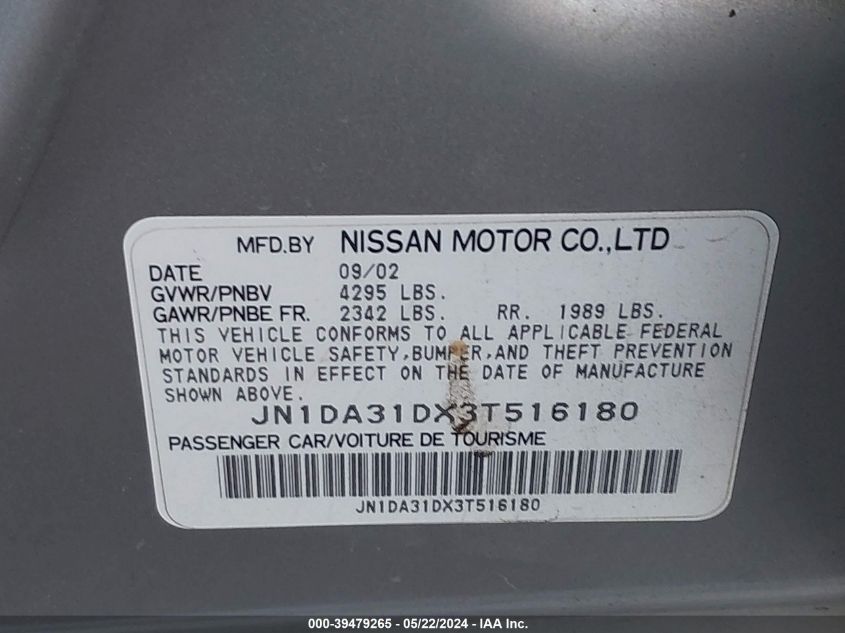 MFD.BY NISSAN MOTOR CO.,LTD
DATE 09/02
GVWR/PNBV 4295 LBS.
GAWR/PNBE FR. 2342 LBS. RR. 1989 LBS.
THIS VEHICLE CONFORMS TO ALL APPLICABLE FEDERAL
MOTOR VEHICLE SAFETY,BUMPER,AND THEFT PREVENTION
STANDARDS IN EFFECT ON THE DATE OF MANUFACTURE
SHOWN ABOVE.
JN1DA31DX3T516180
PASSENGER CAR/VOITURE DE TOURISME
JN1DA31DX3T516180
000-39479265 - 05/22/2024 - IAA Inc.